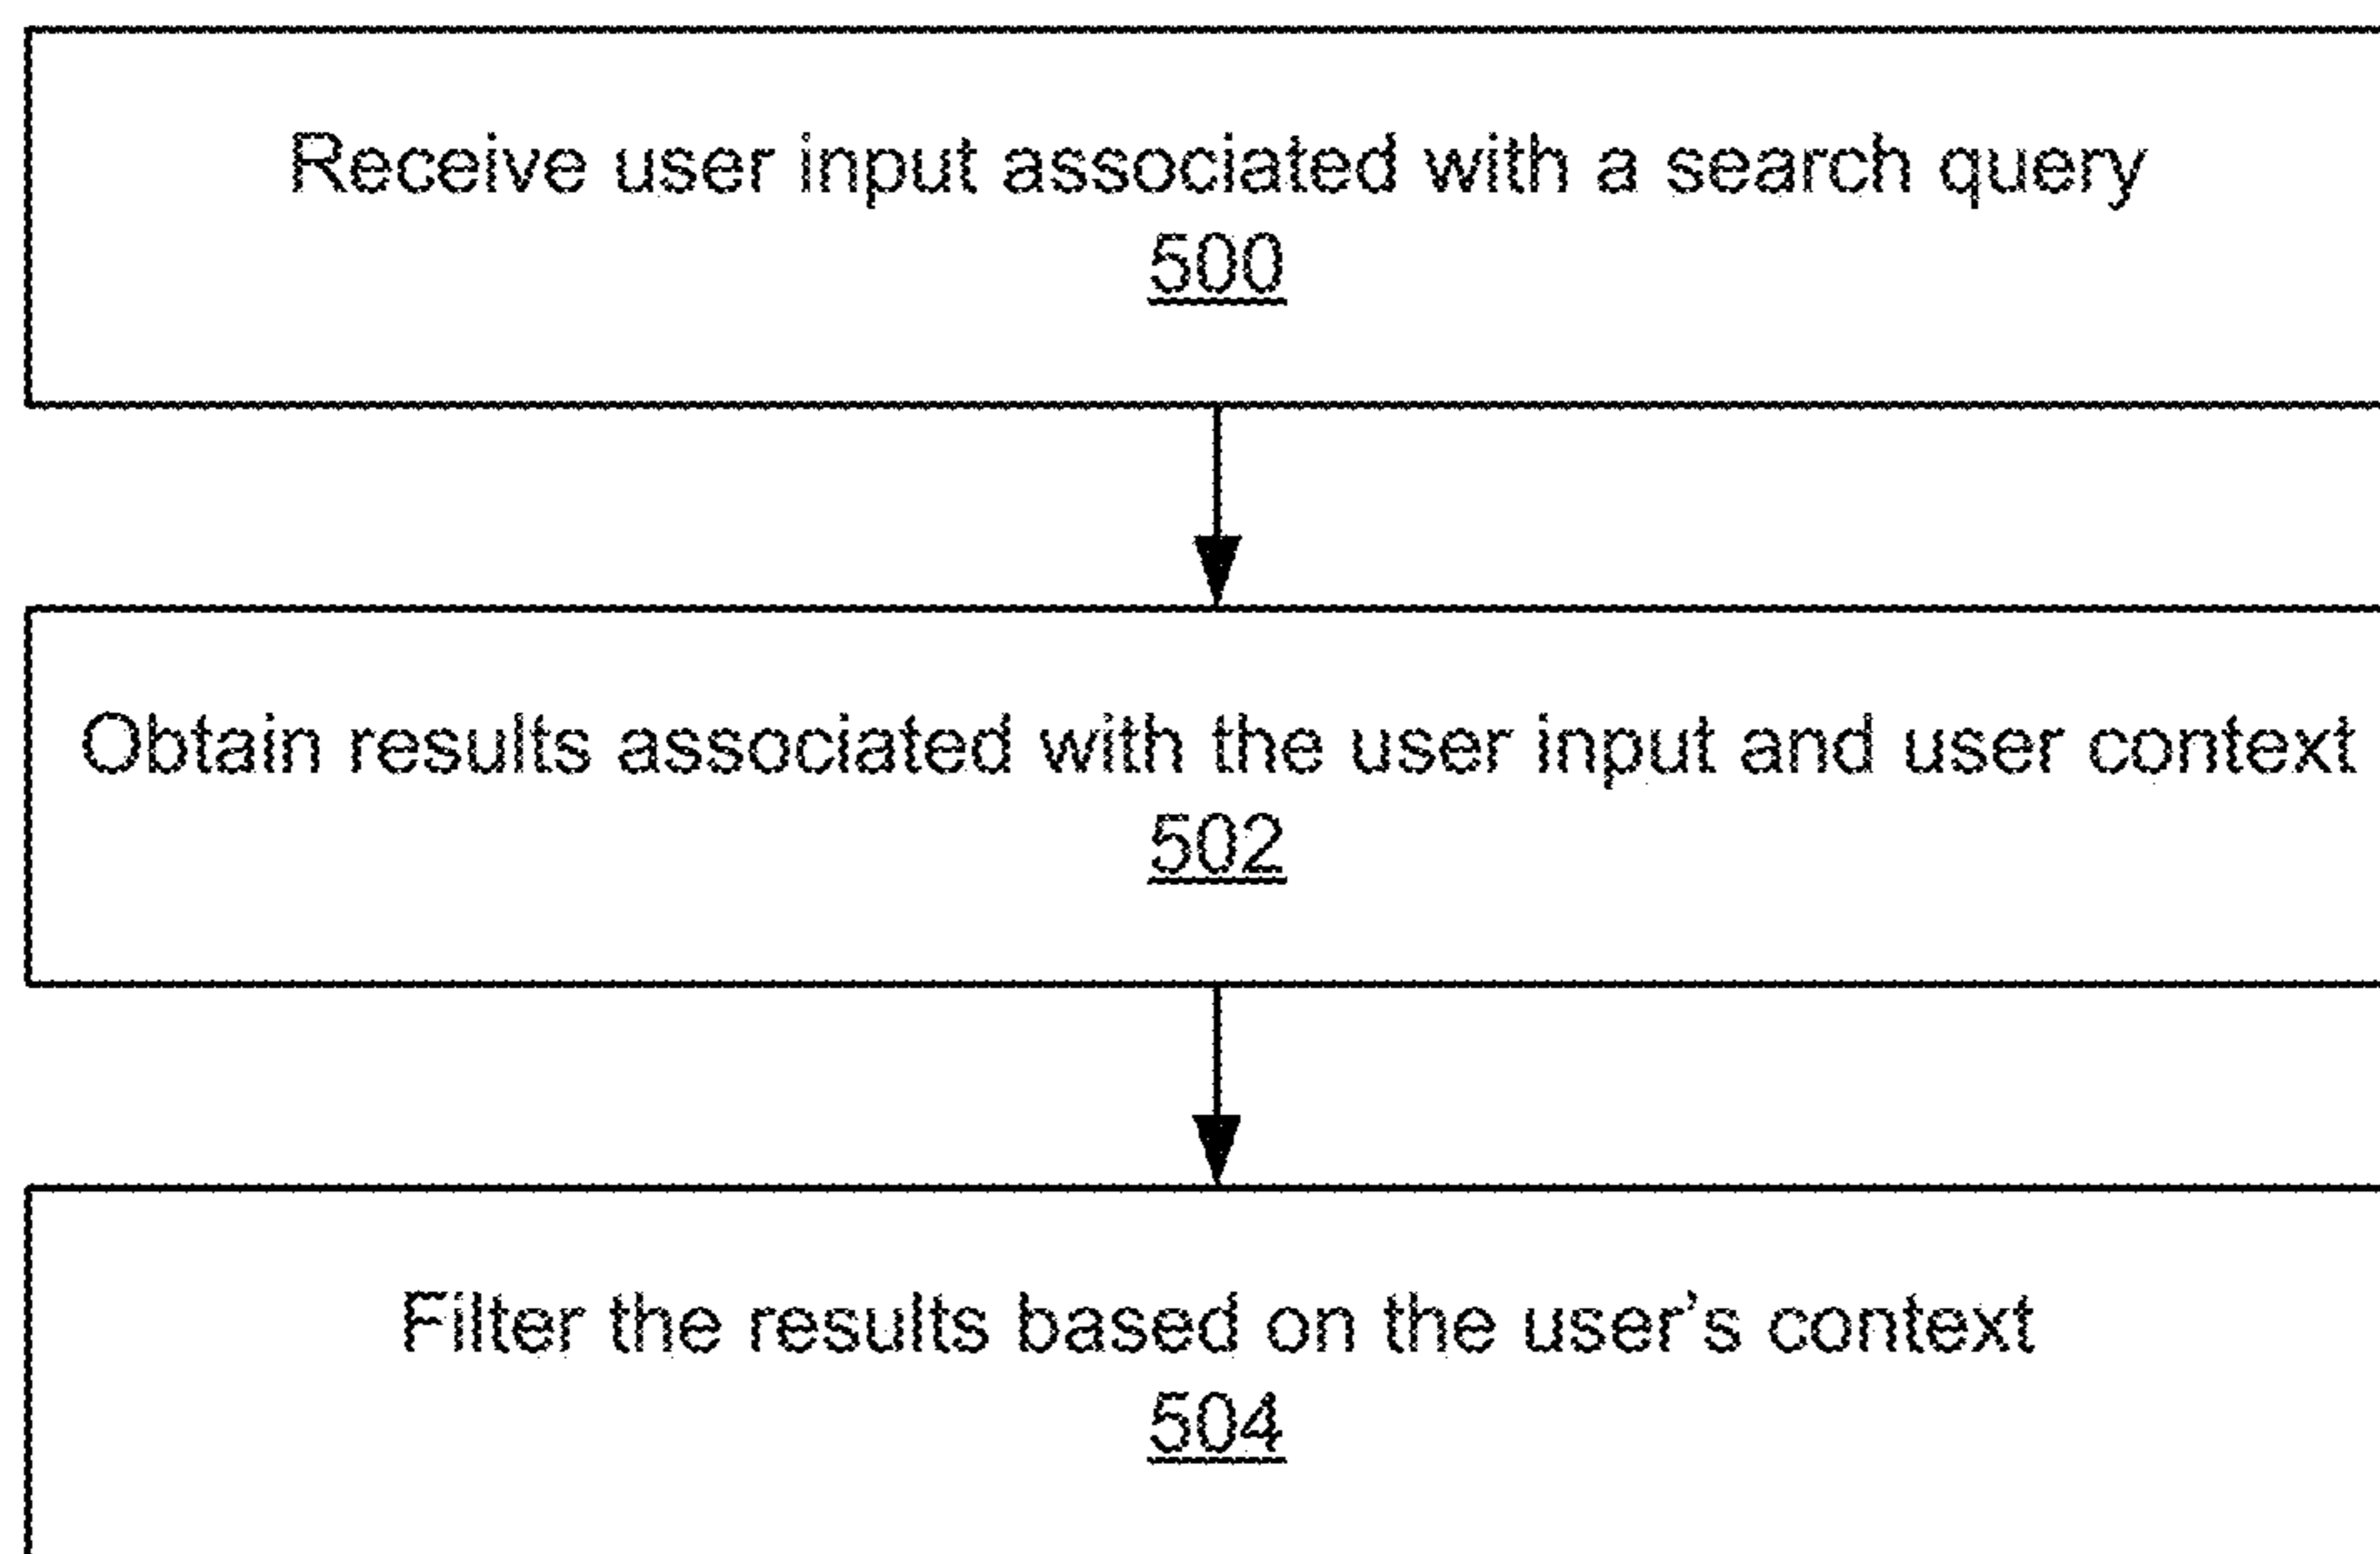 Receive user input associated with a search query
500
Obtain results associated with the user input and user context
502
Filter the results based on the user's context
504